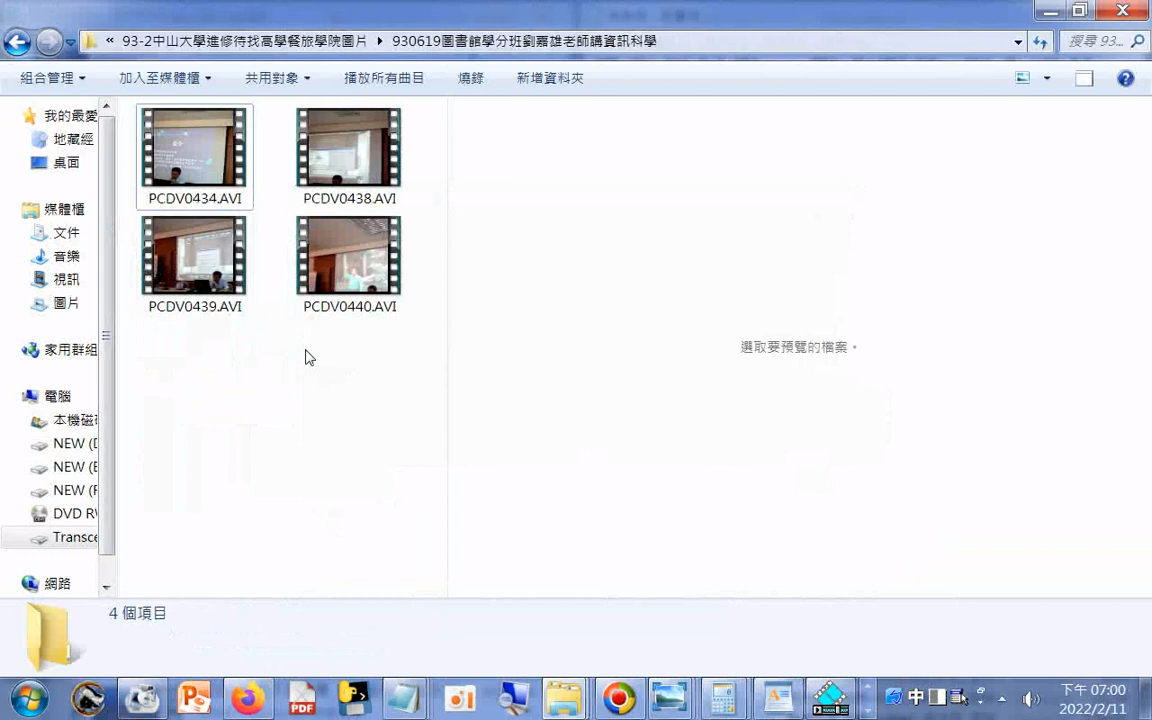 « 93-2中山大學進修待找高學餐旅學院圖片 930619圖書館學分班劉嘉雄老師講資訊科學
搜尋 93...
組合管理 加入至媒體櫃 共用對象 播放所有曲目 燒錄 新增資料夾
我的最愛
地藏經
桌面
媒體櫃
文件
音樂
視訊
圖片
家用群組
電腦
本機磁碟
NEW (D
NEW (E
NEW (F
DVD RW
Transce
網路
PCDV0434.AVI
PCDV0438.AVI
PCDV0439.AVI
PCDV0440.AVI
選取要預覽的檔案。
4 個項目
PDF
中
下午 07:00
2022/2/11